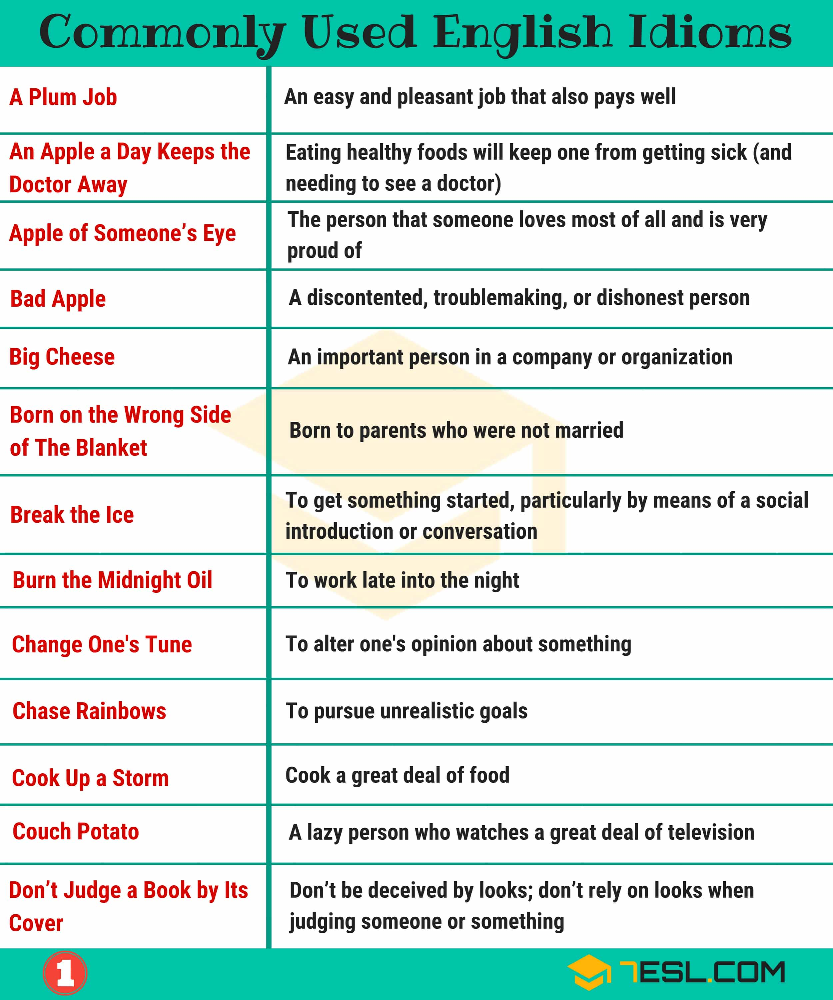 Commonly Used English Idioms
A Plum Job
An easy and pleasant job that also pays well
An Apple a Day Keeps the
Doctor Away
Eating healthy foods will keep one from getting sick (and
needing to see a doctor)
Apple of Someone’s Eye
The person that someone loves most of all and is very
proud of
Bad Apple
A discontented, troublemaking, or dishonest person
Big Cheese
An important person in a company or organization
Born on the Wrong Side
of The Blanket
Born to parents who were not married
Break the Ice
To get something started, particularly by means of a social
introduction or conversation
Burn the Midnight Oil
To work late into the night
Change One's Tune
To alter one's opinion about something
Chase Rainbows
To pursue unrealistic goals
Cook Up a Storm
Cook a great deal of food
Couch Potato
A lazy person who watches a great deal of television
Don’t Judge a Book by Its
Cover
Don’t be deceived by looks; don’t rely on looks when
judging someone or something
1
7ESL.COM